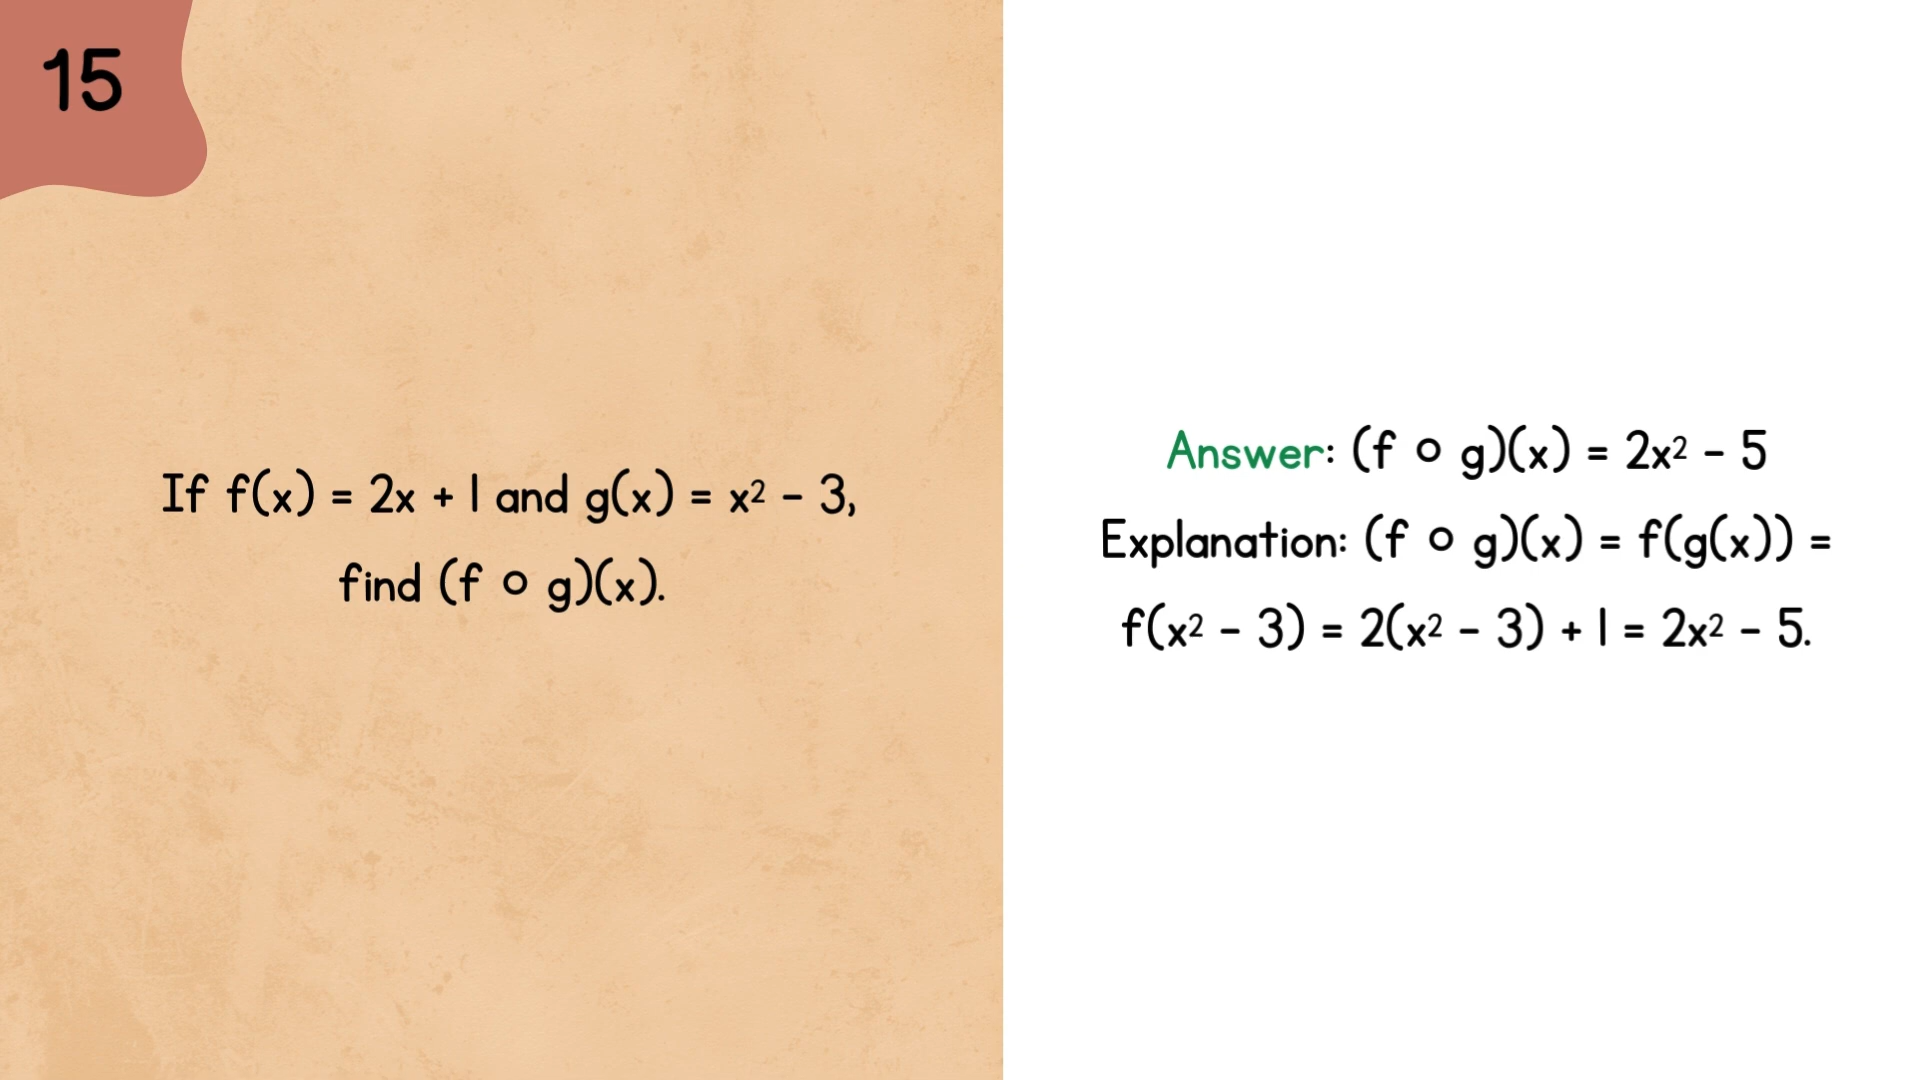 15
If f(x) = 2x + 1 and g(x) = x² - 3,
find (f o g)(x).
Answer: (f o g)(x) = 2x² - 5
Explanation: (f o g)(x) = f(g(x)) =
f(x² - 3) = 2(x² - 3) + 1 = 2x² - 5.